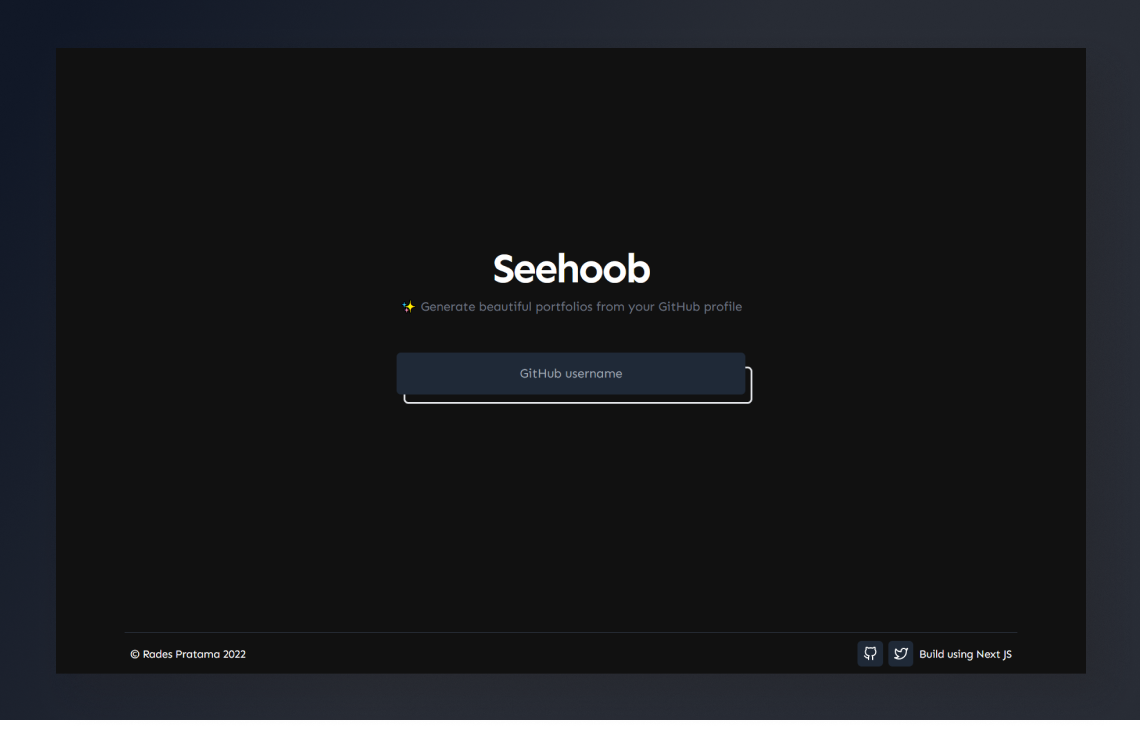 Seehoob
✨ Generate beautiful portfolios from your GitHub profile
GitHub username
© Rades Pratama 2022
Build using Next JS